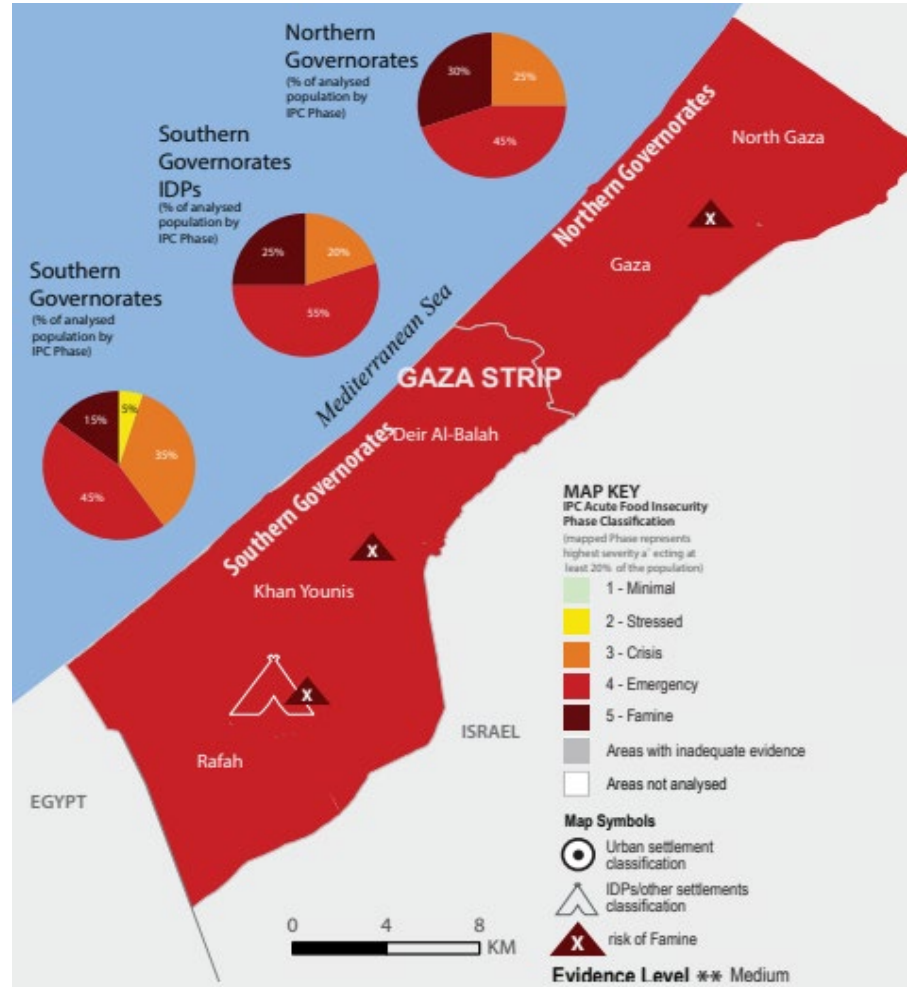 Northern
Governorates
(% of analysed
population by
IPC Phase)
30%
25%
45%
Southern
Governorates
IDPs
(% of analysed
population by
IPC Phase)
25%
20%
55%
Southern
Governorates
(% of analysed
population by
IPC Phase)
5%
15%
35%
45%
Mediterranean Sea
Northern Governorates
North Gaza
X
Gaza
GAZA STRIP
Deir Al-Balah
Southern Governorates
X
Khan Younis
X
Rafah
ISRAEL
EGYPT
0 4 8
KM
MAP KEY
IPC Acute Food Insecurity
Phase Classification
(mapped Phase represents
highest severity a˜ ecting at
least 20% of the population)
1 - Minimal
2 - Stressed
3 - Crisis
4 - Emergency
5 - Famine
Areas with inadequate evidence
Areas not analysed
Map Symbols
Urban settlement
classification
IDPs/other settlements
classification
X risk of Famine
Evidence Level ** Medium